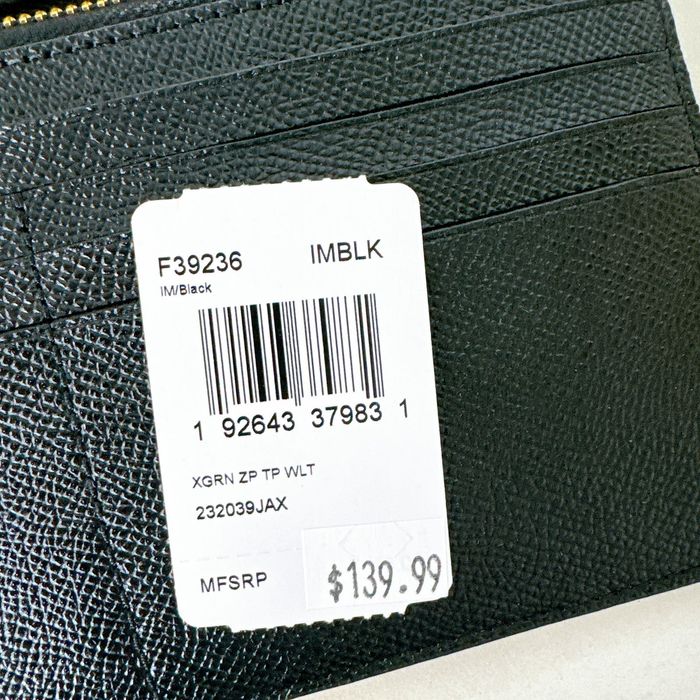 F39236 IMBLK
IM/Black
1 92643 37983 1
XGRN ZP TP WLT
232039JAX
MFSRP $139.99